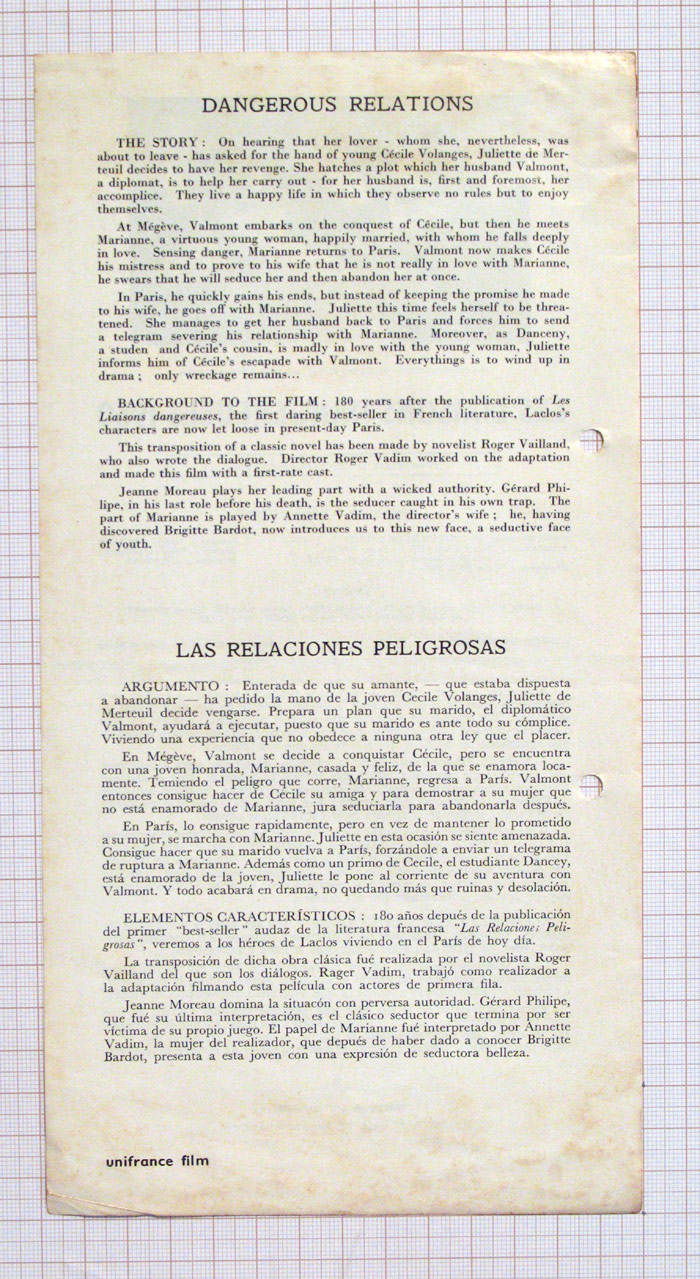 DANGEROUS RELATIONS
THE STORY : On hearing that her lover - whom she, nevertheless, was
about to leave - has asked for the hand of young Cécile Volanges, Juliette de Mer-
teuil decides to have her revenge. She hatches a plot which her husband Valmont,
a diplomat, is to help her carry out - for her husband is, first and foremost, her
accomplice. They live a happy life in which they observe no rules but to enjoy
themselves.
At Mégève, Valmont embarks on the conquest of Cécile, but then he meets
Marianne, a virtuous young woman, happily married, with whom he falls deeply
in love. Sensing danger, Marianne returns to Paris. Valmont now makes Cécile
his mistress and to prove to his wife that he is not really in love with Marianne,
he swears that he will seduce her and then abandon her at once.
In Paris, he quickly gains his ends, but instead of keeping the promise he made
to his wife, he goes off with Marianne. Juliette this time feels herself to be threa-
tened. She manages to get her husband back to Paris and forces him to send
a telegram severing his relationship with Marianne. Moreover, as Danceny,
a studen and Cécile's cousin, is madly in love with the young woman, Juliette
informs him of Cécile's escapade with Valmont. Everythings is to wind up in
drama ; only wreckage remains...
BACKGROUND TO THE FILM : 180 years after the publication of Les
Liaisons dangereuses, the first daring best-seller in French literature, Laclos's
characters are now let loose in present-day Paris.
This transposition of a classic novel has been made by novelist Roger Vailland,
who also wrote the dialogue. Director Roger Vadim worked on the adaptation
and made this film with a first-rate cast.
Jeanne Moreau plays her leading part with a wicked authority. Gérard Phi-
lipe, in his last role before his death, is the seducer caught in his own trap. The
part of Marianne is played by Annette Vadim, the director's wife ; he, having
discovered Brigitte Bardot, now introduces us to this new face, a seductive face
of youth.
LAS RELACIONES PELIGROSAS
ARGUMENTO : Enterada de que su amante, — que estaba dispuesta
a abandonar — ha pedido la mano de la joven Cecile Volanges, Juliette de
Merteuil decide vengarse. Prepara un plan que su marido, el diplomático
Valmont, ayudará a ejecutar, puesto que su marido es ante todo su cómplice.
Viviendo una experiencia que no obedece a ninguna otra ley que el placer.
En Mégève, Valmont se decide a conquistar Cécile, pero se encuentra
con una joven honrada, Marianne, casada y feliz, de la que se enamora loca-
mente. Temiendo el peligro que corre, Marianne, regresa a París. Valmont
entonces consigue hacer de Cécile su amiga y para demostrar a su mujer que
no está enamorado de Marianne, jura seduciarla para abandonarla después.
En París, lo eonsigue rapidamente, pero en vez de mantener lo prometido
a su mujer, se marcha con Marianne. Juliette en esta ocasión se siente amenazada.
Consigue hacer que su marido vuelva a París, forzándole a enviar un telegrama
de ruptura a Marianne. Además como un primo de Cecile, el estudiante Dancey,
está enamorado de la joven, Juliette le pone al corriente de su aventura con
Valmont. Y todo acabará en drama, no quedando más que ruinas y desolación.
ELEMENTOS CARACTERÍSTICOS : 180 años depués de la publicación
del primer "best-seller" audaz de la literatura francesa "Las Relaciones Peli-
grosas", veremos a los héroes de Laclos viviendo en el París de hoy día.
La transposición de dicha obra clásica fué realizada por el novelista Roger
Vailland del que son los diálogos. Rager Vadim, trabajó como realizador a
la adaptación filmando esta película con actores de primera fila.
Jeanne Moreau domina la situacón con perversa autoridad. Gérard Philipe,
que fué su última interpretación, es el clásico seductor que termina por ser
víctima de su propio juego. El papel de Marianne fué interpretado por Annette
Vadim, la mujer del realizador, que depués de haber dado a conocer Brigitte
Bardot, presenta a esta joven con una expresión de seductora belleza.
unifrance film